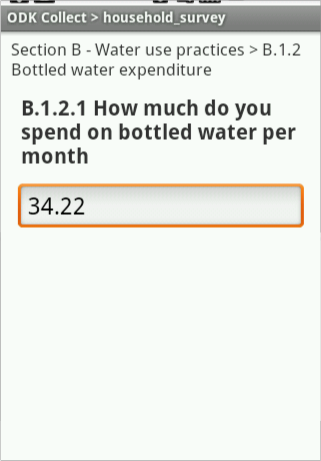 ODK Collect > household_survey
Section B - Water use practices > B.1.2
Bottled water expenditure
B.1.2.1 How much do you
spend on bottled water per
month
34.22